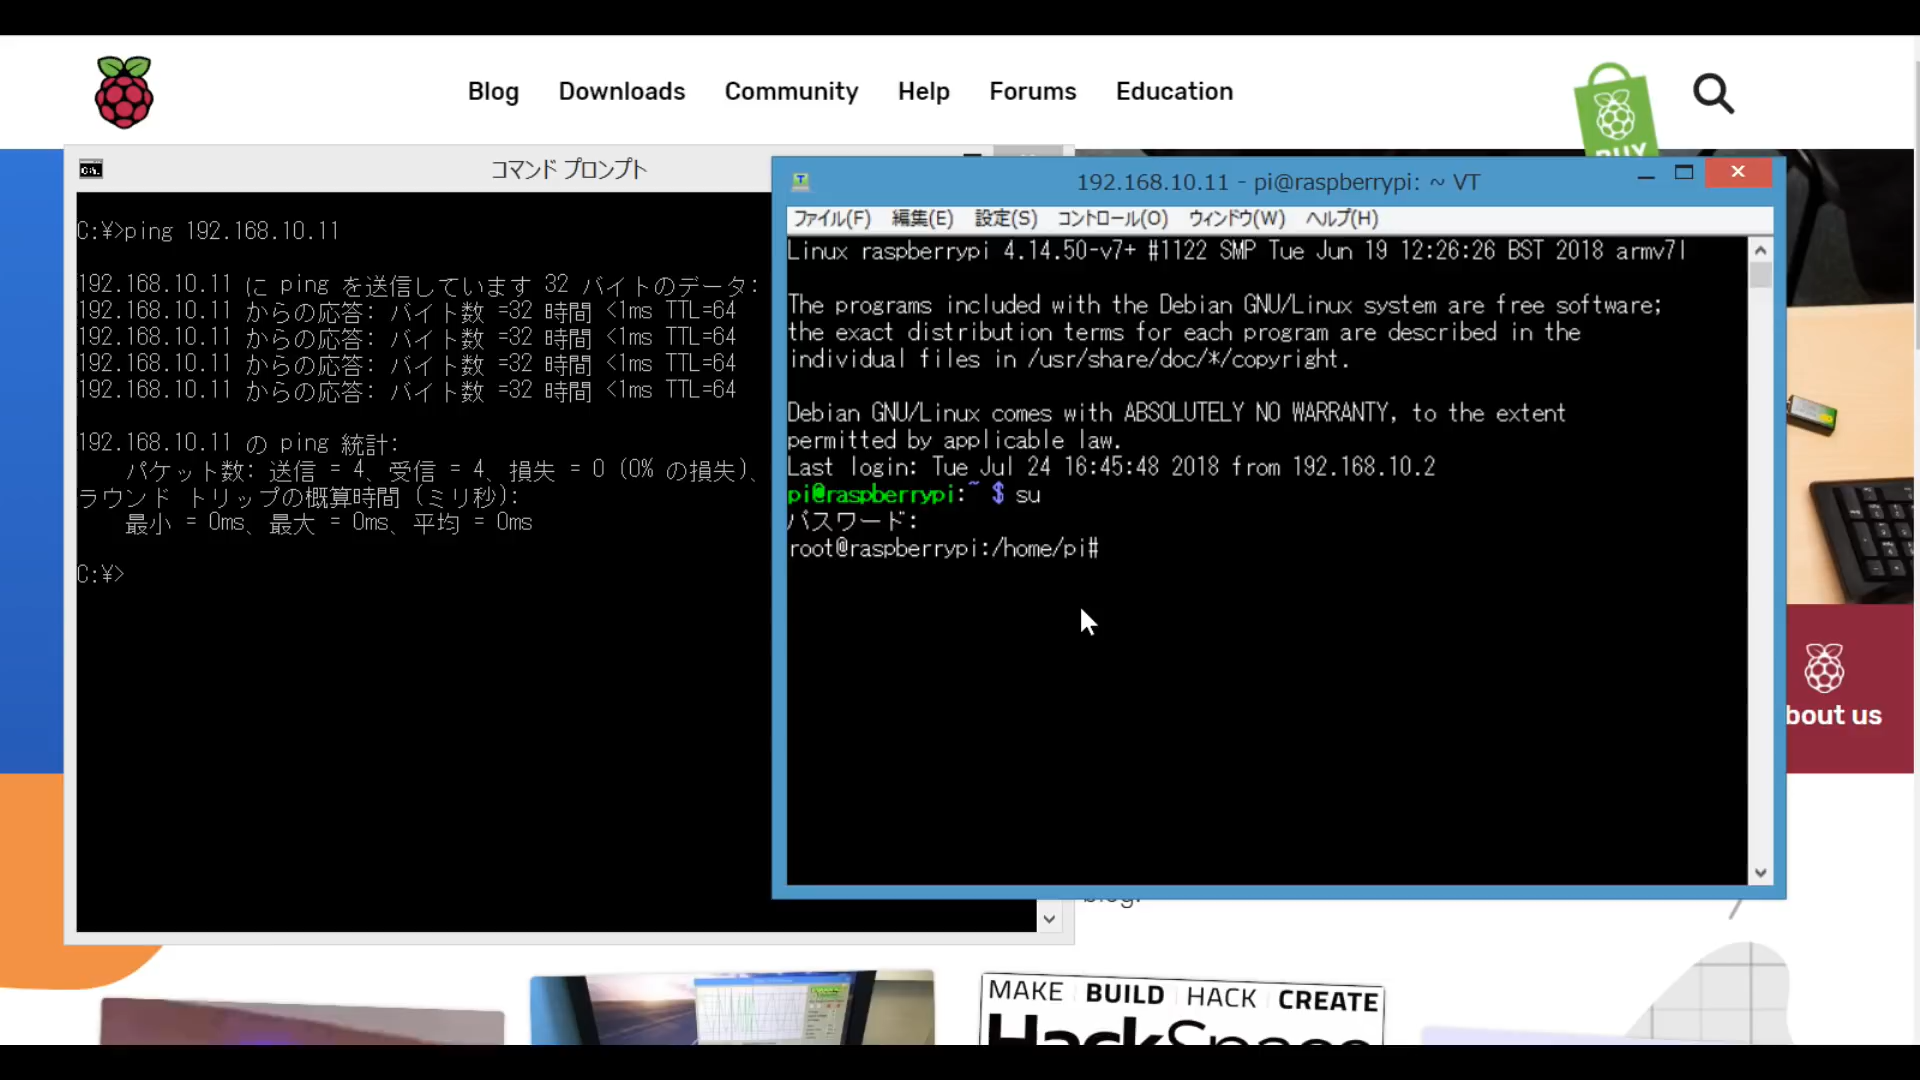 Blog Downloads Community Help Forums Education
BUY
コマンド プロンプト
C:¥>ping 192.168.10.11
192.168.10.11 に ping を送信しています 32 バイトのデータ:
192.168.10.11 からの応答: バイト数 =32 時間 <1ms TTL=64
192.168.10.11 からの応答: バイト数 =32 時間 <1ms TTL=64
192.168.10.11 からの応答: バイト数 =32 時間 <1ms TTL=64
192.168.10.11 からの応答: バイト数 =32 時間 <1ms TTL=64
192.168.10.11 の ping 統計:
パケット数: 送信 = 4、受信 = 4、損失 = 0 (0% の損失)、
ラウンド トリップの概算時間 (ミリ秒):
最小 = 0ms、最大 = 0ms、平均 = 0ms
C:¥>
192.168.10.11 - pi@raspberrypi: ~ VT
ファイル(F) 編集(E) 設定(S) コントロール(O) ウィンドウ(W) ヘルプ(H)
Linux raspberrypi 4.14.50-v7+ #1122 SMP Tue Jun 19 12:26:26 BST 2018 armv7l
The programs included with the Debian GNU/Linux system are free software;
the exact distribution terms for each program are described in the
individual files in /usr/share/doc/*/copyright.
Debian GNU/Linux comes with ABSOLUTELY NO WARRANTY, to the extent
permitted by applicable law.
Last login: Tue Jul 24 16:45:48 2018 from 192.168.10.2
pi@raspberrypi:~ $ su
パスワード:
root@raspberrypi:/home/pi#
bout us
blog.
MAKE BUILD HACK CREATE
HackSpace